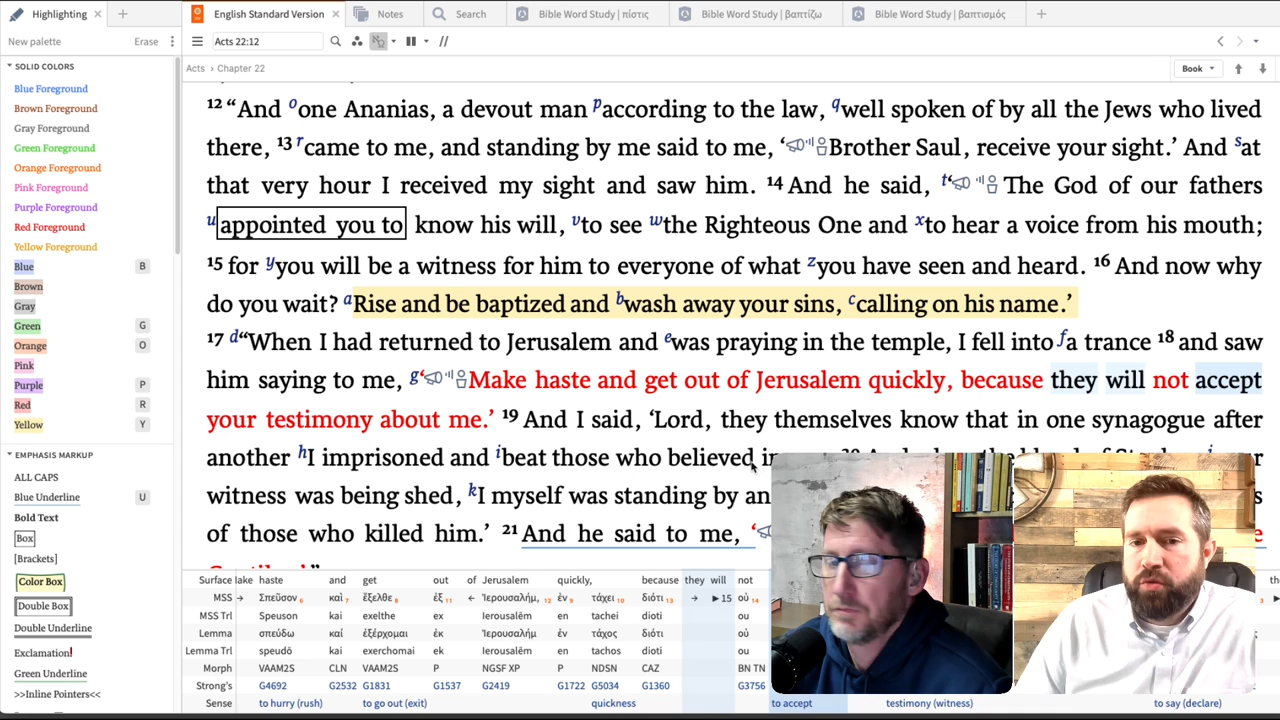 Highlighting
English Standard Version
Notes
Search
Bible Word Study | πίστις
Bible Word Study | βαπτίζω
Bible Word Study | βαπτισμός
New palette
Erase
Acts 22:12
Acts › Chapter 22
Book
SOLID COLORS
Blue Foreground
Brown Foreground
Gray Foreground
Green Foreground
Orange Foreground
Pink Foreground
Purple Foreground
Red Foreground
Yellow Foreground
Blue B
Brown
Gray
Green G
Orange O
Pink
Purple P
Red R
Yellow Y
EMPHASIS MARKUP
ALL CAPS
Blue Underline U
Bold Text
Box
[Brackets]
Color Box
Double Box
Double Underline
Exclamation!
Green Underline
>>Inline Pointers<<
12 “And o one Ananias, a devout man p according to the law, q well spoken of by all the Jews who lived
there, 13 r came to me, and standing by me said to me, ‘Brother Saul, receive your sight.’ And s at
that very hour I received my sight and saw him. 14 And he said, t ‘The God of our fathers
u appointed you to know his will, v to see w the Righteous One and x to hear a voice from his mouth;
15 for y you will be a witness for him to everyone of what z you have seen and heard. 16 And now why
do you wait? a Rise and be baptized and b wash away your sins, c calling on his name.’
17 d “When I had returned to Jerusalem and e was praying in the temple, I fell into f a trance 18 and saw
him saying to me, g ‘Make haste and get out of Jerusalem quickly, because they will not accept
your testimony about me.’ 19 And I said, ‘Lord, they themselves know that in one synagogue after
another h I imprisoned and i beat those who believed in
witness was being shed, k I myself was standing by an
of those who killed him.’ 21 And he said to me, ‘
Surface lake haste and get out of Jerusalem quickly, because they will not
MSS → Σπεῦσον 6 καὶ 7 ἔξελθε 8 ἐξ 11 ← Ἰερουσαλήμ, 12 ἐν 9 τάχει 10 διότι 13 → ▶ 15 οὐ 14
MSS Trl Speuson kai exelthe ex Ierousalēm en tachei dioti ou
Lemma σπεύδω καί ἐξέρχομαι ἐκ Ἰερουσαλήμ ἐν τάχος διότι οὐ
Lemma Trl speudō kai exerchomai ek Ierousalēm en tachos dioti ou
Morph VAAM2S CLN VAAM2S P NGSF XP P NDSN CAZ BN TN
Strong's G4692 G2532 G1831 G1537 G2419 G1722 G5034 G1360 G3756
Sense to hurry (rush) to go out (exit) quickness to accept testimony (witness) to say (declare)